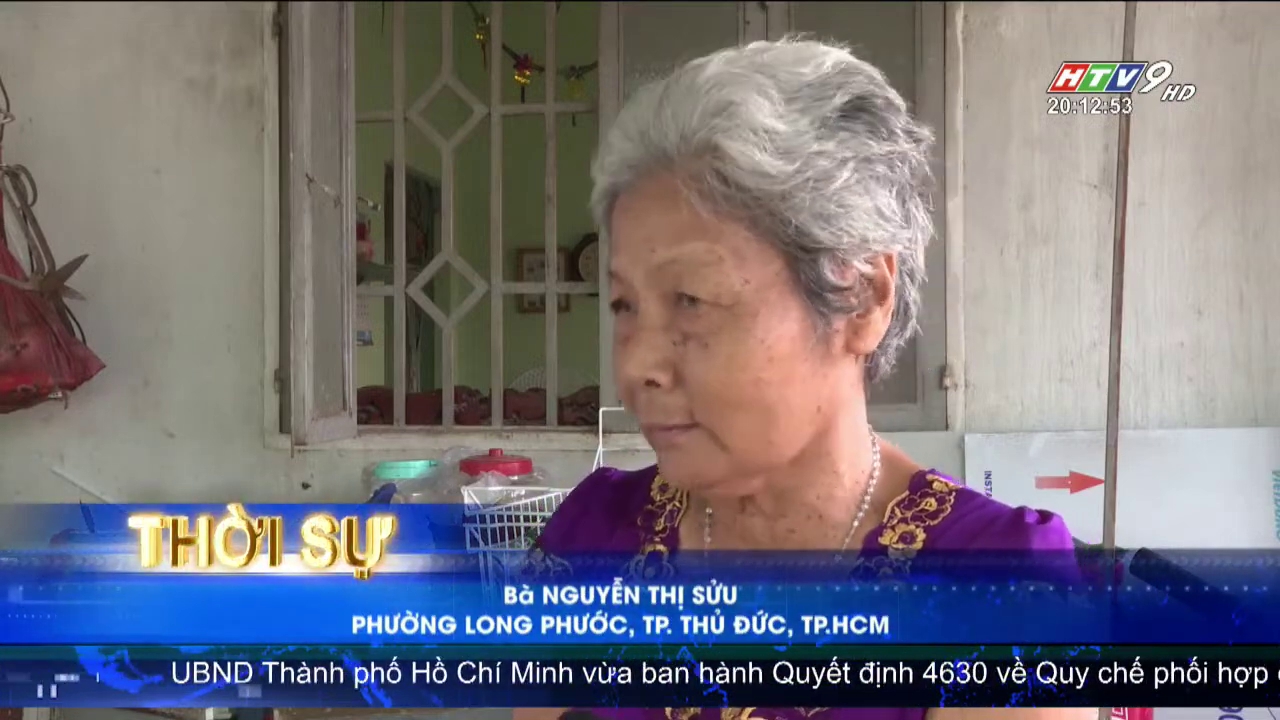 HTV9 HD
20:12:53
INSTA
THỜI SỰ
Bà NGUYỄN THỊ SỬU
PHƯỜNG LONG PHƯỚC, TP. THỦ ĐỨC, TP.HCM
UBND Thành phố Hồ Chí Minh vừa ban hành Quyết định 4630 về Quy chế phối hợp